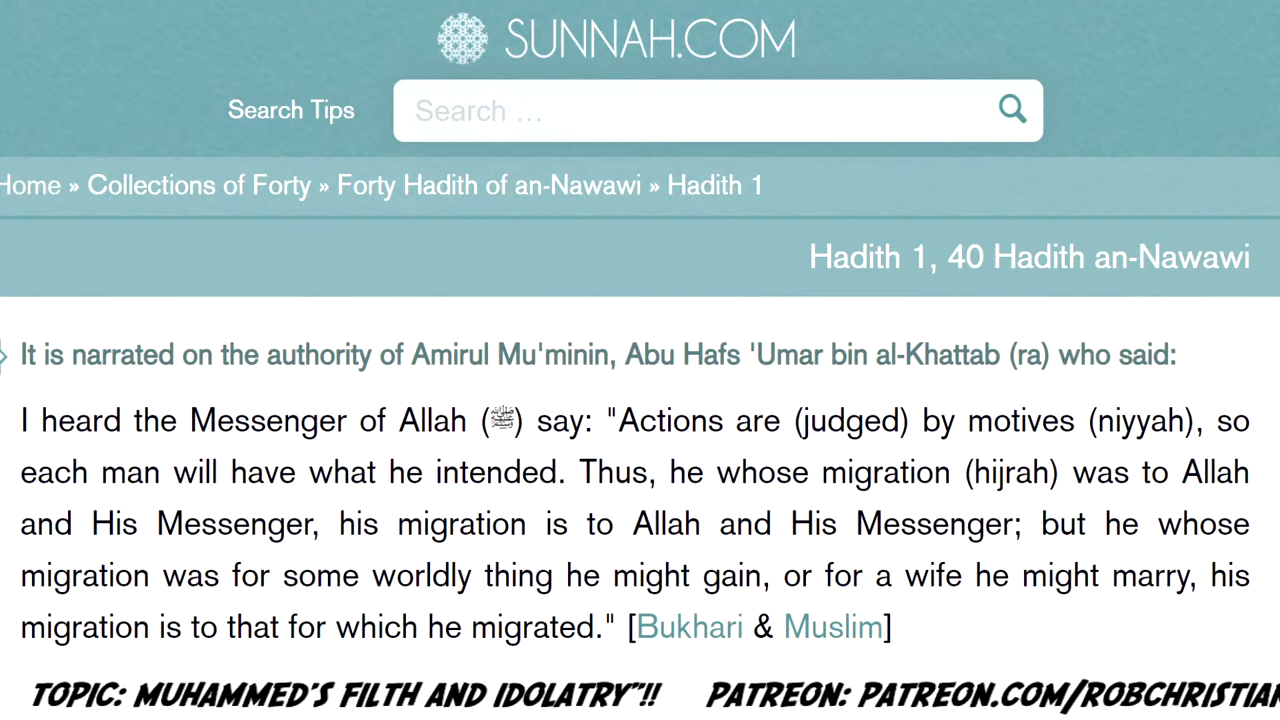 SUNNAH.COM
Search Tips
Search ...
Home » Collections of Forty » Forty Hadith of an-Nawawi » Hadith 1
Hadith 1, 40 Hadith an-Nawawi
It is narrated on the authority of Amirul Mu'minin, Abu Hafs 'Umar bin al-Khattab (ra) who said:
I heard the Messenger of Allah (ﷺ) say: "Actions are (judged) by motives (niyyah), so
each man will have what he intended. Thus, he whose migration (hijrah) was to Allah
and His Messenger, his migration is to Allah and His Messenger; but he whose
migration was for some worldly thing he might gain, or for a wife he might marry, his
migration is to that for which he migrated." [Bukhari & Muslim]
TOPIC: MUHAMMED'S FILTH AND IDOLATRY"!! PATREON: PATREON.COM/ROBCHRISTIAN